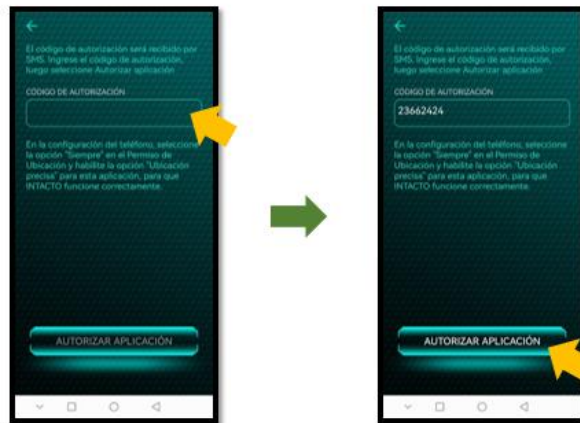 El código de autorización será recibido por
SMS. Ingrese el código de autorización,
luego seleccione Autorizar aplicación
CÓDIGO DE AUTORIZACIÓN
En la configuración del teléfono, seleccione
la opción "Siempre" en el Permiso de
Ubicación y habilite la opción "Ubicación
precisa" para esta aplicación, para que
INTACTO funcione correctamente.
AUTORIZAR APLICACIÓN
El código de autorización será recibido por
SMS. Ingrese el código de autorización,
luego seleccione Autorizar aplicación
CÓDIGO DE AUTORIZACIÓN
23662424
En la configuración del teléfono, seleccione
la opción "Siempre" en el Permiso de
Ubicación y habilite la opción "Ubicación
precisa" para esta aplicación, para que
INTACTO funcione correctamente.
AUTORIZAR APLICACIÓN